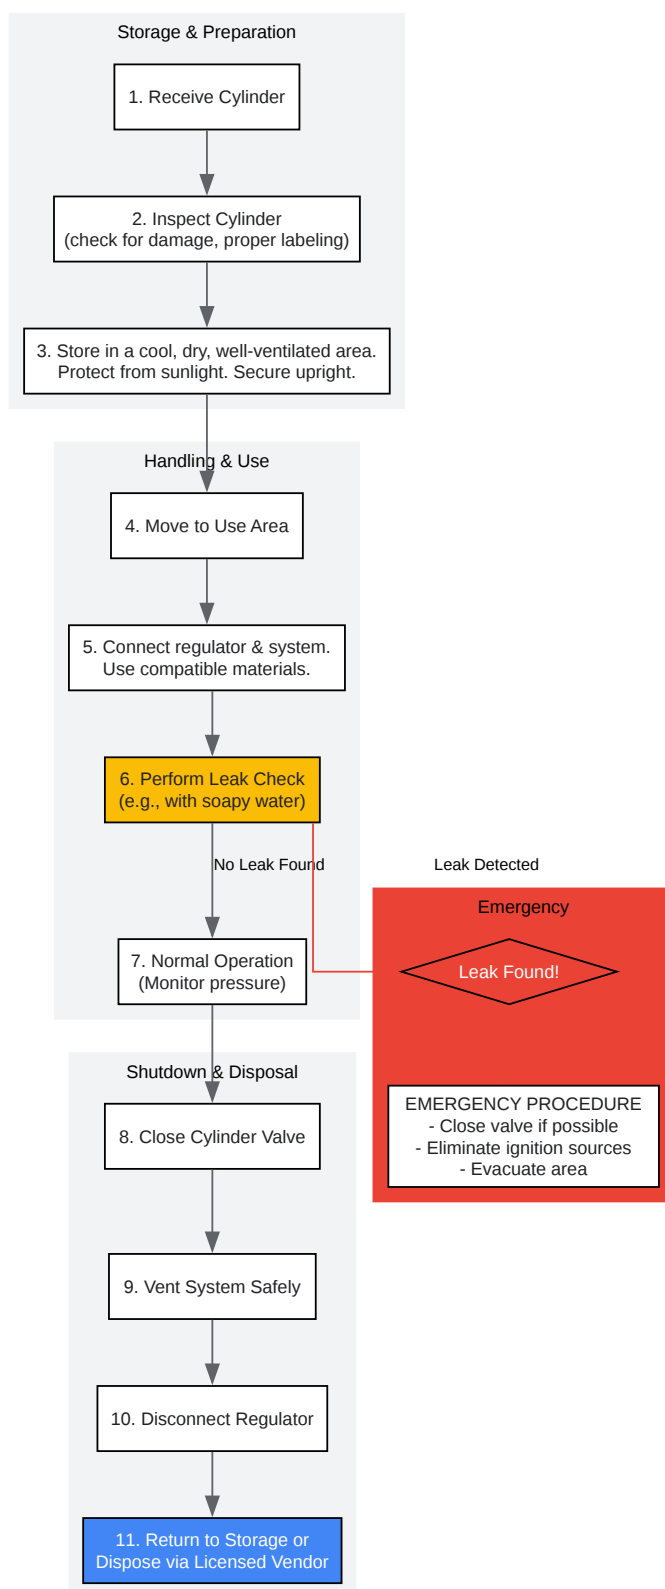 Storage & Preparation
1. Receive Cylinder
2. Inspect Cylinder
(check for damage, proper labeling)
3. Store in a cool, dry, well-ventilated area.
Protect from sunlight. Secure upright.
Handling & Use
4. Move to Use Area
5. Connect regulator & system.
Use compatible materials.
6. Perform Leak Check
(e.g., with soapy water)
No Leak Found
Leak Detected
Emergency
Leak Found!
7. Normal Operation
(Monitor pressure)
EMERGENCY PROCEDURE
- Close valve if possible
- Eliminate ignition sources
- Evacuate area
Shutdown & Disposal
8. Close Cylinder Valve
9. Vent System Safely
10. Disconnect Regulator
11. Return to Storage or
Dispose via Licensed Vendor